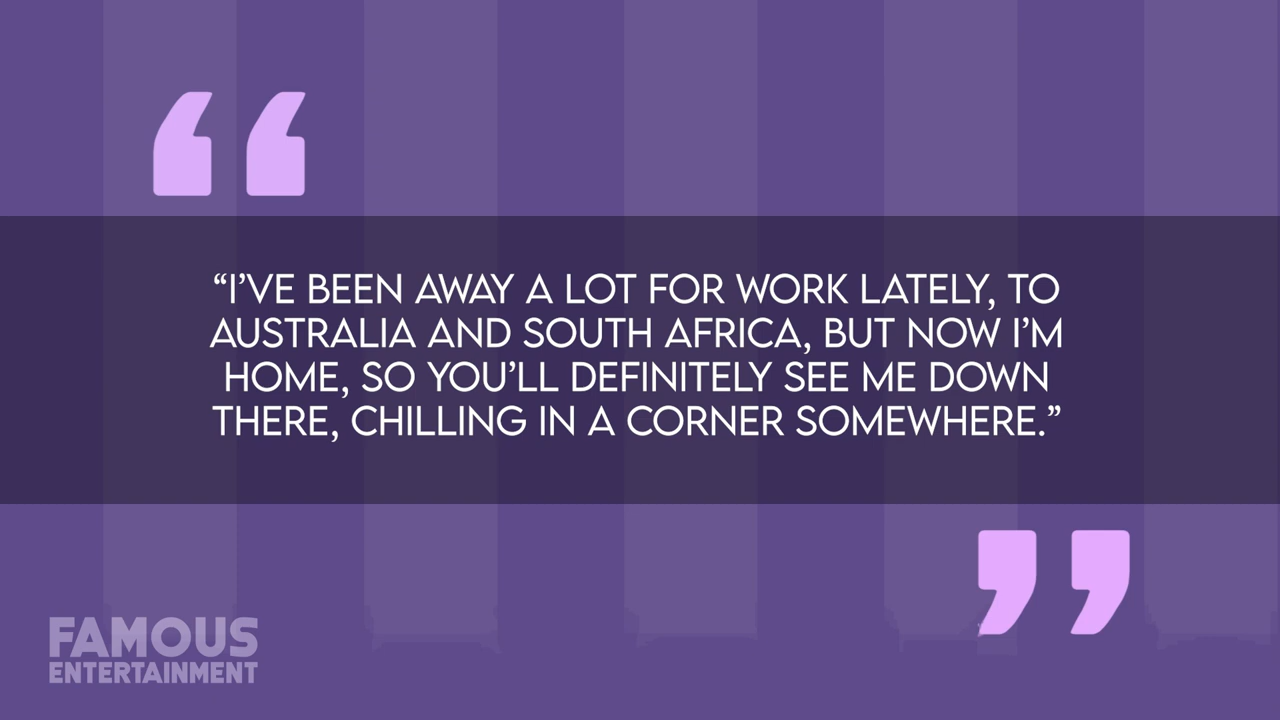 “I’VE BEEN AWAY A LOT FOR WORK LATELY, TO
AUSTRALIA AND SOUTH AFRICA, BUT NOW I’M
HOME, SO YOU’LL DEFINITELY SEE ME DOWN
THERE, CHILLING IN A CORNER SOMEWHERE.”
FAMOUS
ENTERTAINMENT